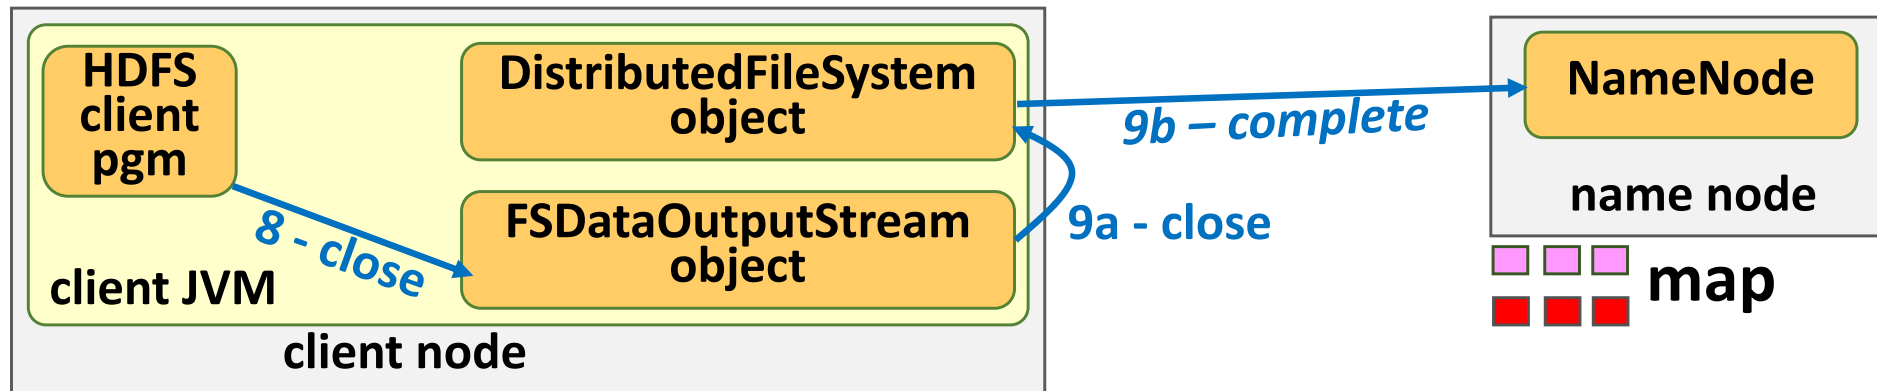 HDFS
client
pgm
DistributedFileSystem
object
8 - close
FSDataOutputStream
object
client JVM
client node
9a - close
9b – complete
NameNode
name node
map